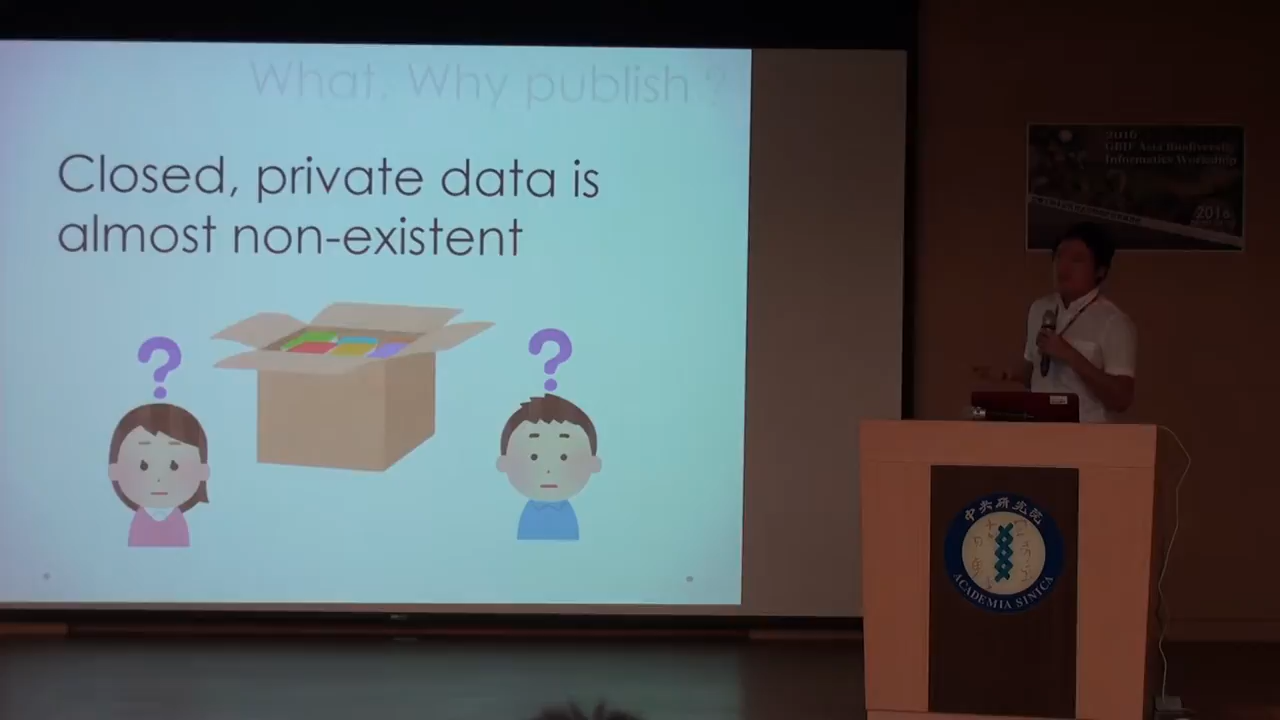 What, Why publish ?
Closed, private data is
almost non-existent
?
?
2016
GBIF Asia Biodiversity
Informatics Workshop
2016
中央研究院
ACADEMIA SINICA